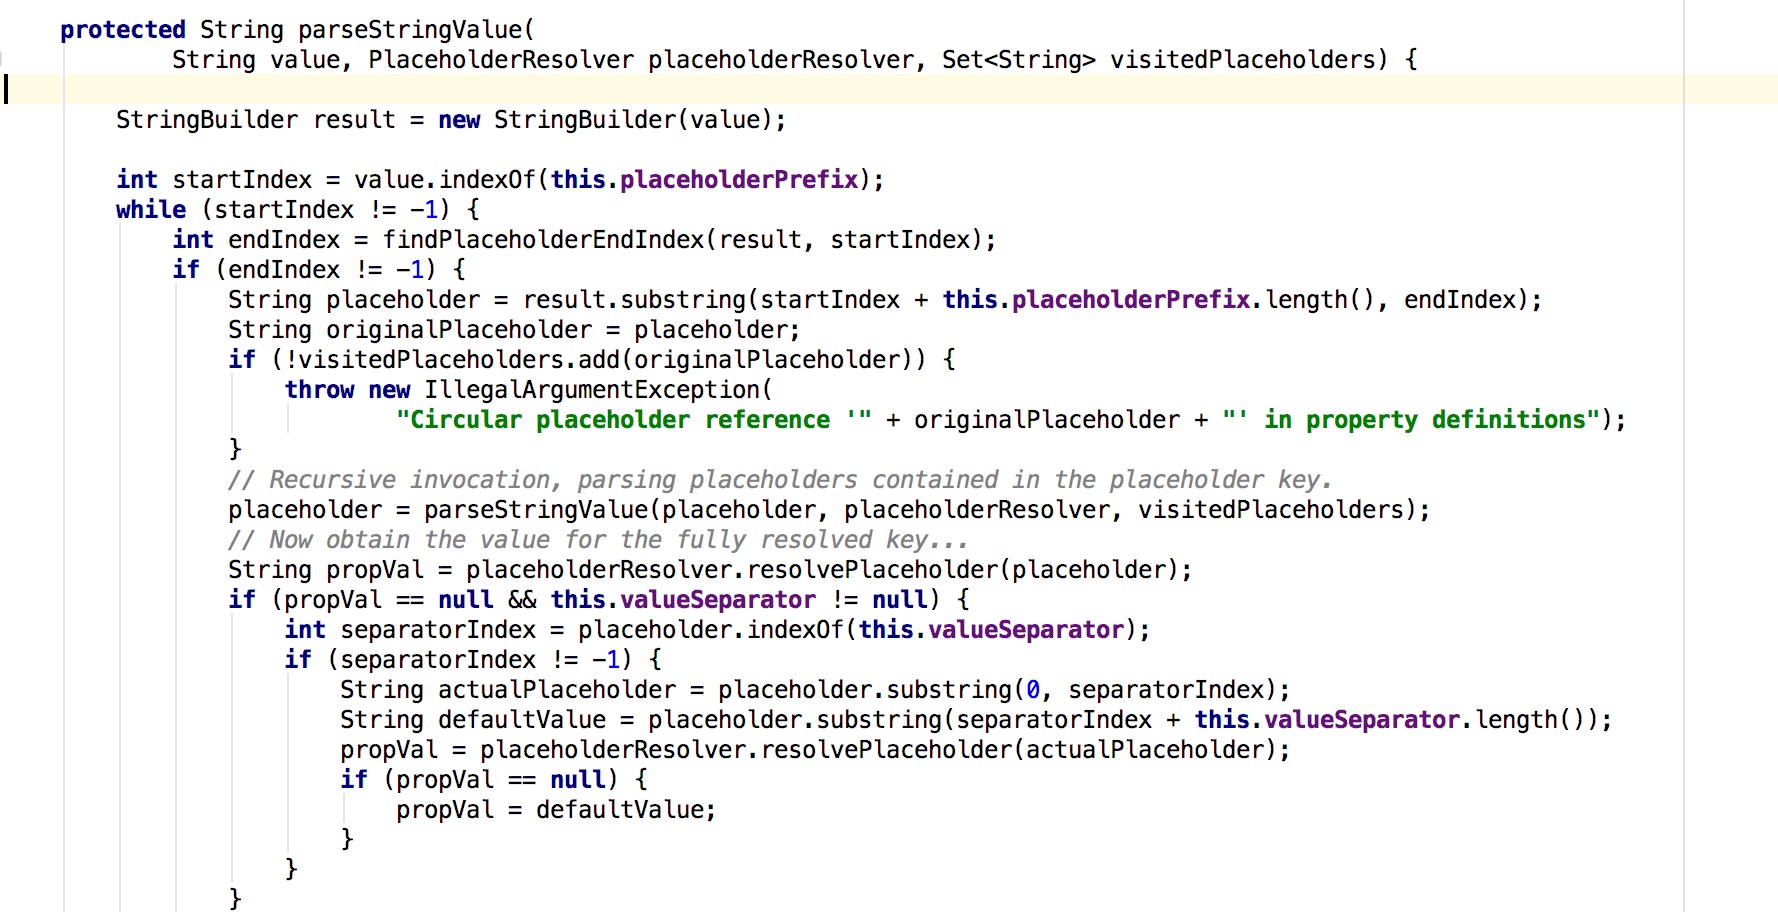 protected String parseStringValue(
        String value, PlaceholderResolver placeholderResolver, Set<String> visitedPlaceholders) {
    StringBuilder result = new StringBuilder(value);
    int startIndex = value.indexOf(this.placeholderPrefix);
    while (startIndex != -1) {
        int endIndex = findPlaceholderEndIndex(result, startIndex);
        if (endIndex != -1) {
            String placeholder = result.substring(startIndex + this.placeholderPrefix.length(), endIndex);
            String originalPlaceholder = placeholder;
            if (!visitedPlaceholders.add(originalPlaceholder)) {
                throw new IllegalArgumentException(
                        "Circular placeholder reference '" + originalPlaceholder + "' in property definitions");
            }
            // Recursive invocation, parsing placeholders contained in the placeholder key.
            placeholder = parseStringValue(placeholder, placeholderResolver, visitedPlaceholders);
            // Now obtain the value for the fully resolved key...
            String propVal = placeholderResolver.resolvePlaceholder(placeholder);
            if (propVal == null && this.valueSeparator != null) {
                int separatorIndex = placeholder.indexOf(this.valueSeparator);
                if (separatorIndex != -1) {
                    String actualPlaceholder = placeholder.substring(0, separatorIndex);
                    String defaultValue = placeholder.substring(separatorIndex + this.valueSeparator.length());
                    propVal = placeholderResolver.resolvePlaceholder(actualPlaceholder);
                    if (propVal == null) {
                        propVal = defaultValue;
                    }
                }
            }